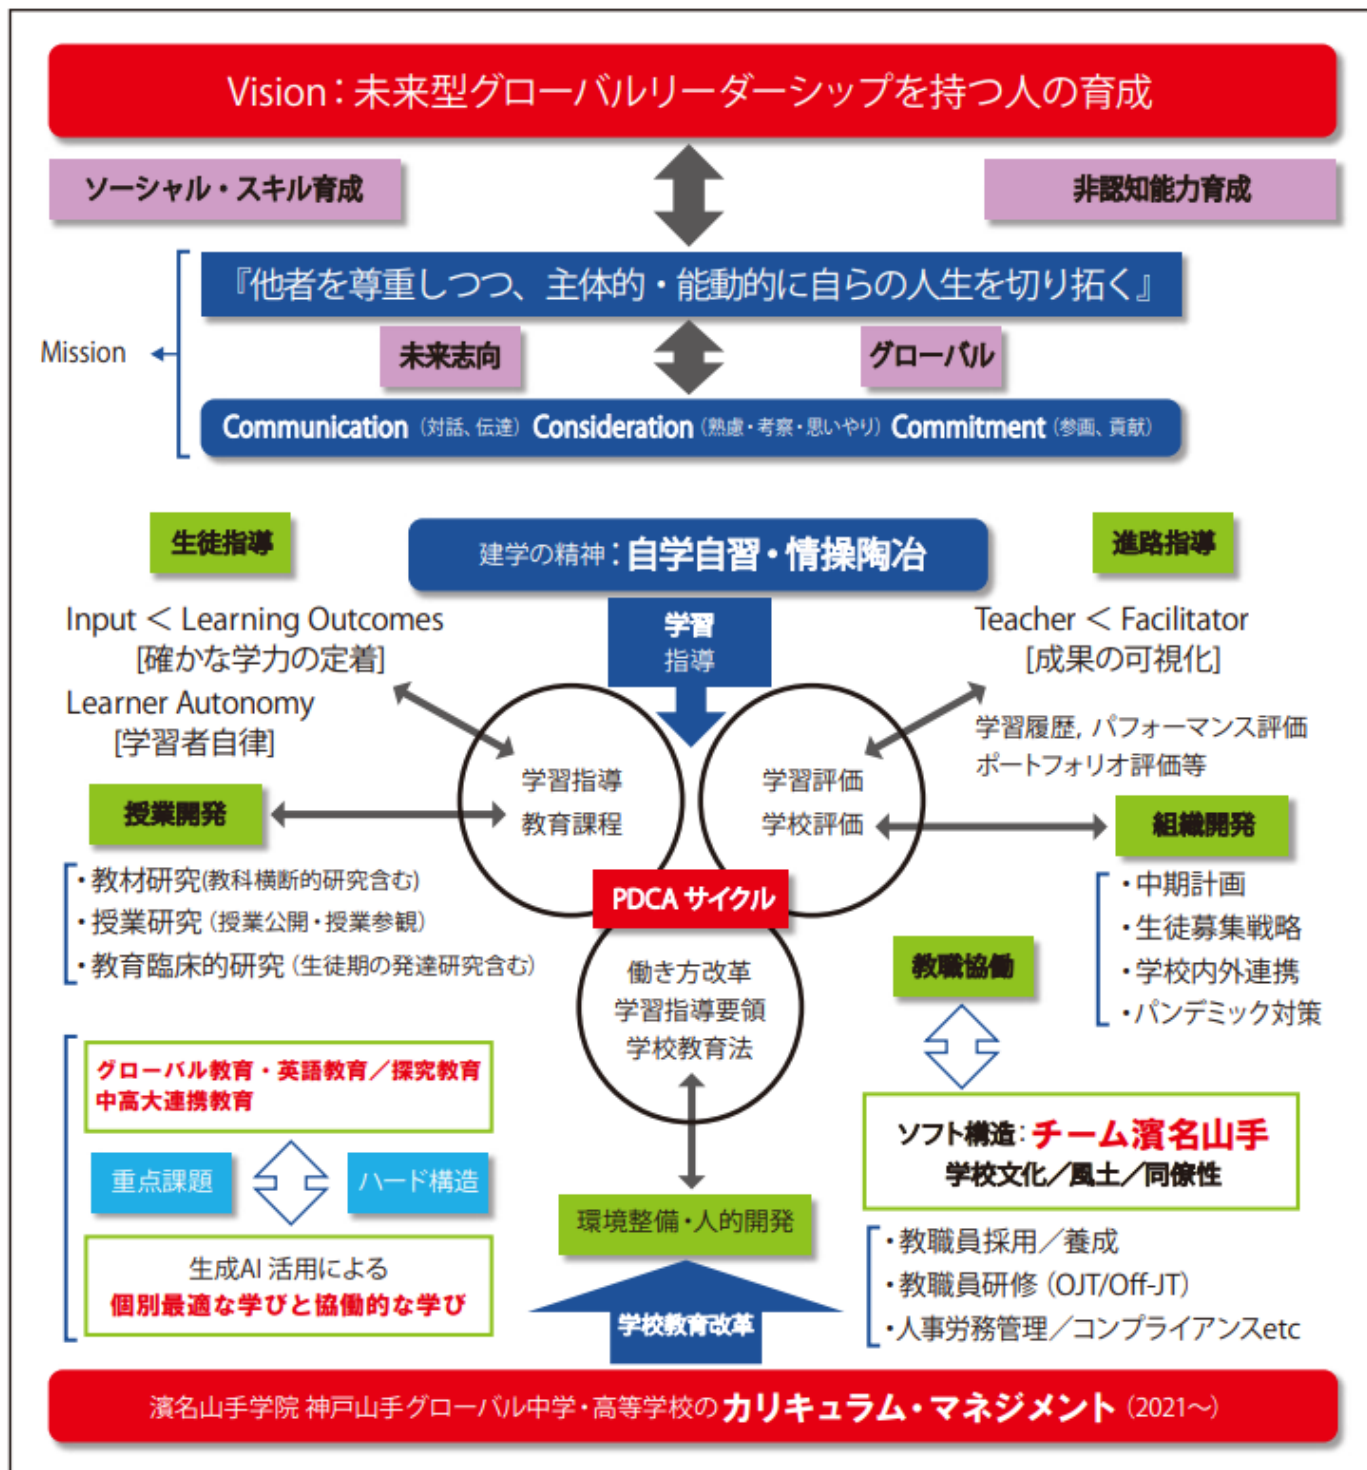 Vision：未来型グローバルリーダーシップを持つ人の育成
ソーシャル・スキル育成
非認知能力育成
『他者を尊重しつつ、主体的・能動的に自らの人生を切り拓く』
Mission
未来志向
グローバル
Communication（対話、伝達）Consideration（熟慮・考察・思いやり）Commitment（参画、貢献）
生徒指導
建学の精神：自学自習・情操陶冶
進路指導
Input ＜ Learning Outcomes
[確かな学力の定着]
Learner Autonomy
[学習者自律]
学習
指導
Teacher ＜ Facilitator
[成果の可視化]
学習履歴, パフォーマンス評価
ポートフォリオ評価等
学習指導
教育課程
学習評価
学校評価
授業開発
組織開発
・教材研究(教科横断的研究含む)
・授業研究（授業公開・授業参観）
・教育臨床的研究（生徒期の発達研究含む）
PDCA サイクル
働き方改革
学習指導要領
学校教育法
・中期計画
・生徒募集戦略
・学校内外連携
・パンデミック対策
教職協働
グローバル教育・英語教育／探究教育
中高大連携教育
重点課題
ハード構造
生成AI 活用による
個別最適な学びと協働的な学び
ソフト構造：チーム濱名山手
学校文化／風土／同僚性
・教職員採用／養成
・教職員研修（OJT/Off-JT）
・人事労務管理／コンプライアンスetc
環境整備・人的開発
学校教育改革
濱名山手学院 神戸山手グローバル中学・高等学校のカリキュラム・マネジメント（2021～）